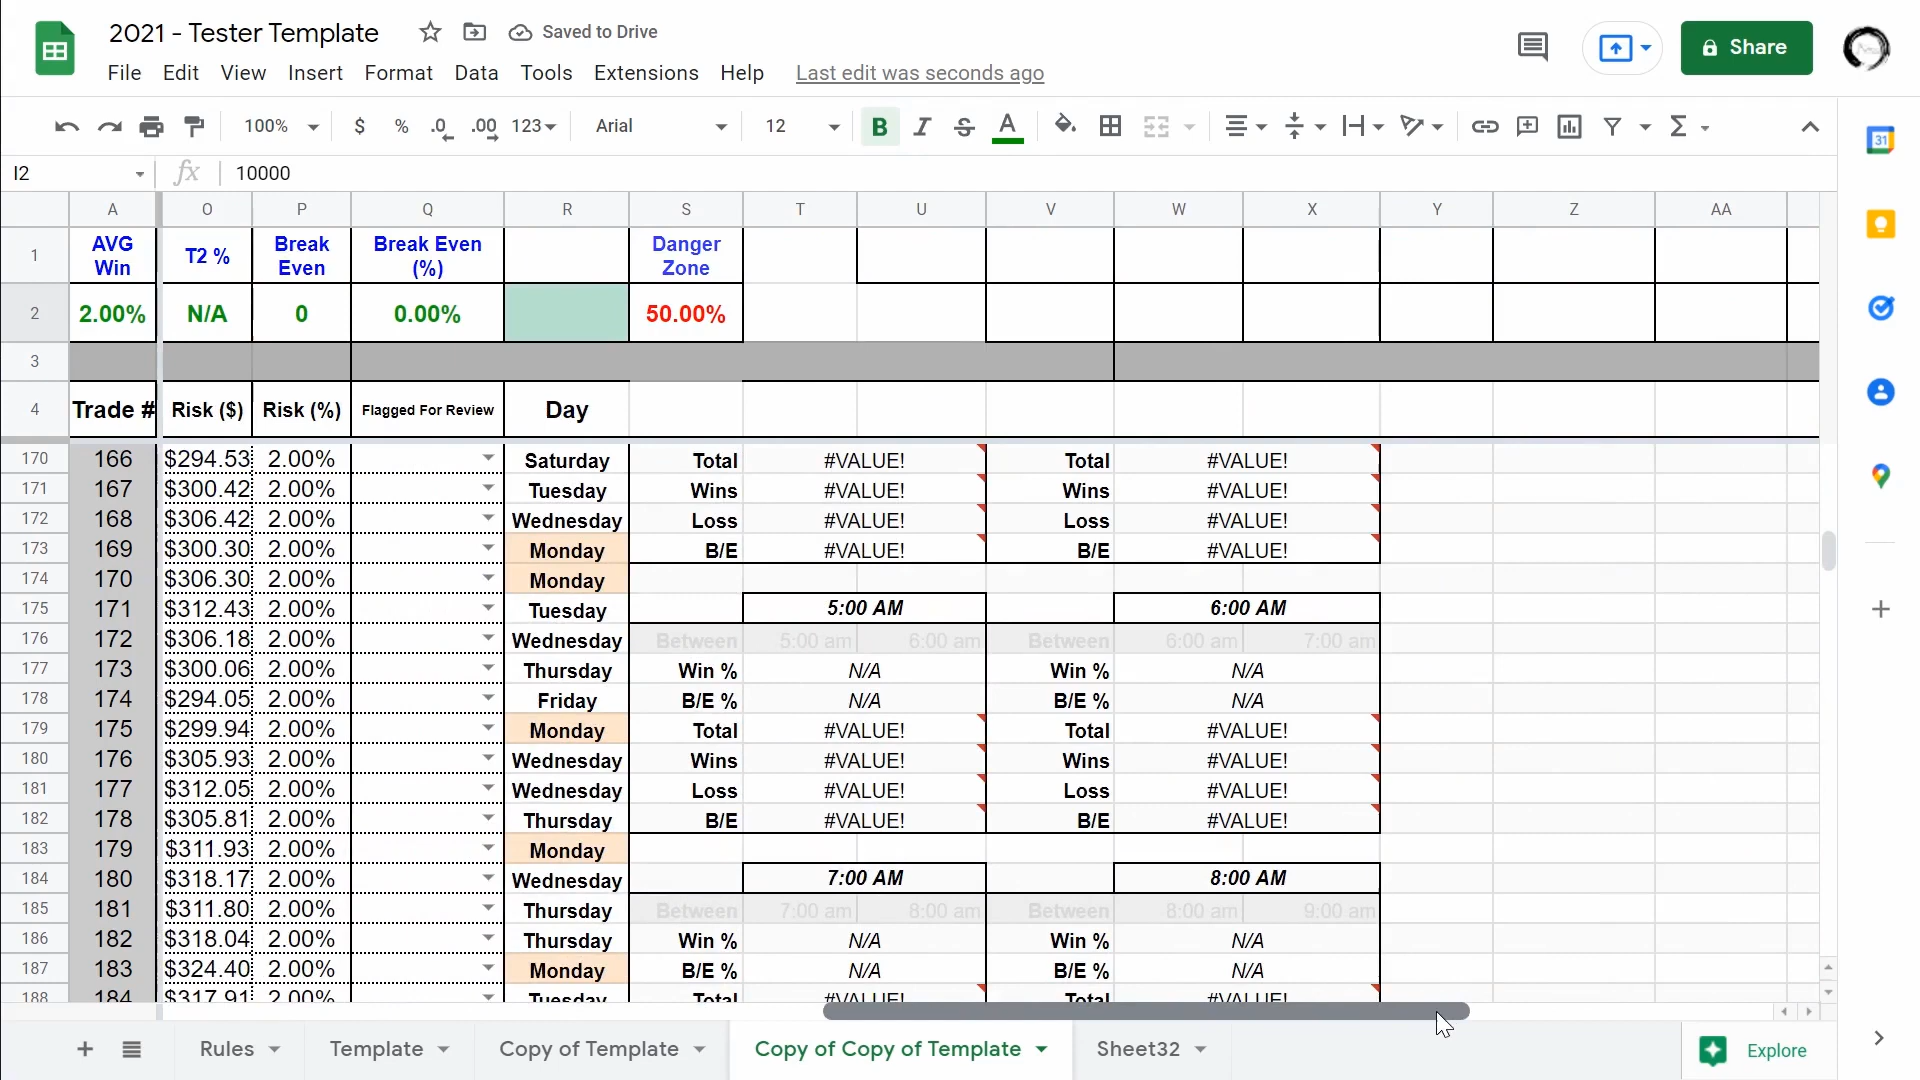 2021 - Tester Template Saved to Drive
Share
File Edit View Insert Format Data Tools Extensions Help Last edit was seconds ago
100% $ % .0 .00 123 Arial 12 B I S A Σ
31
I2 fx 10000
A O P Q R S T U V W X Y Z AA
1 AVG Win T2 % Break Even Break Even (%) Danger Zone
2 2.00% N/A 0 0.00% 50.00%
3
4 Trade # Risk ($) Risk (%) Flagged For Review Day
170 166 $294.53 2.00% Saturday Total #VALUE! Total #VALUE!
171 167 $300.42 2.00% Tuesday Wins #VALUE! Wins #VALUE!
172 168 $306.42 2.00% Wednesday Loss #VALUE! Loss #VALUE!
173 169 $300.30 2.00% Monday B/E #VALUE! B/E #VALUE!
174 170 $306.30 2.00% Monday
175 171 $312.43 2.00% Tuesday 5:00 AM 6:00 AM
176 172 $306.18 2.00% Wednesday Between 5:00 am 6:00 am Between 6:00 am 7:00 am
177 173 $300.06 2.00% Thursday Win % N/A Win % N/A
178 174 $294.05 2.00% Friday B/E % N/A B/E % N/A
179 175 $299.94 2.00% Monday Total #VALUE! Total #VALUE!
180 176 $305.93 2.00% Wednesday Wins #VALUE! Wins #VALUE!
181 177 $312.05 2.00% Wednesday Loss #VALUE! Loss #VALUE!
182 178 $305.81 2.00% Thursday B/E #VALUE! B/E #VALUE!
183 179 $311.93 2.00% Monday
184 180 $318.17 2.00% Wednesday 7:00 AM 8:00 AM
185 181 $311.80 2.00% Thursday Between 7:00 am 8:00 am Between 8:00 am 9:00 am
186 182 $318.04 2.00% Thursday Win % N/A Win % N/A
187 183 $324.40 2.00% Monday B/E % N/A B/E % N/A
188 184 $317.91 2.00% Tuesday Total #VALUE! Total #VALUE!
Rules Template Copy of Template Copy of Copy of Template Sheet32 Explore